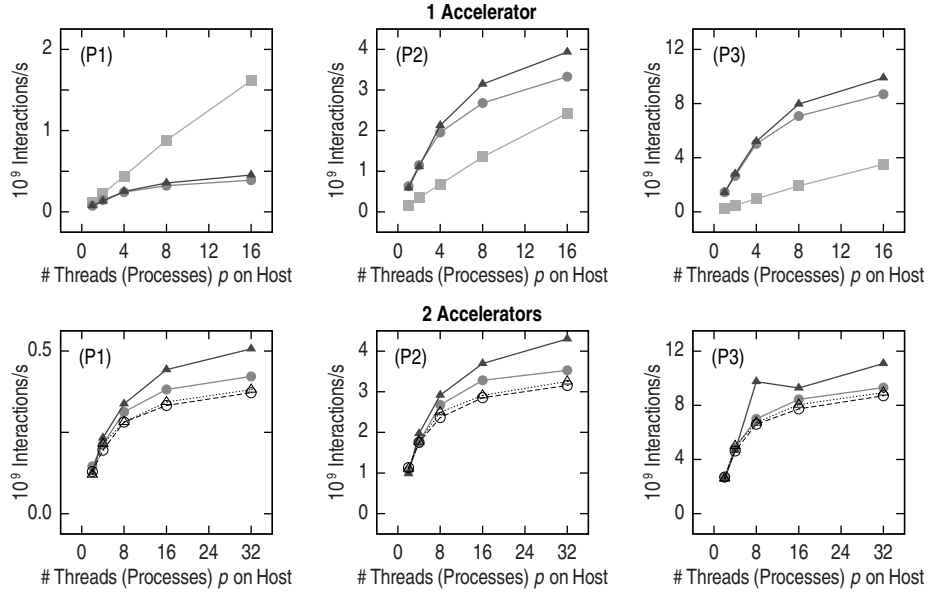 1 Accelerator
(P1)
10⁹ Interactions/s
2
1
0
0 4 8 12 16
# Threads (Processes) p on Host
(P2)
10⁹ Interactions/s
4
3
2
1
0
0 4 8 12 16
# Threads (Processes) p on Host
(P3)
10⁹ Interactions/s
12
8
4
0
0 4 8 12 16
# Threads (Processes) p on Host
2 Accelerators
(P1)
10⁹ Interactions/s
0.5
0.0
0 8 16 24 32
# Threads (Processes) p on Host
(P2)
10⁹ Interactions/s
4
3
2
1
0
0 8 16 24 32
# Threads (Processes) p on Host
(P3)
10⁹ Interactions/s
12
8
4
0
0 8 16 24 32
# Threads (Processes) p on Host